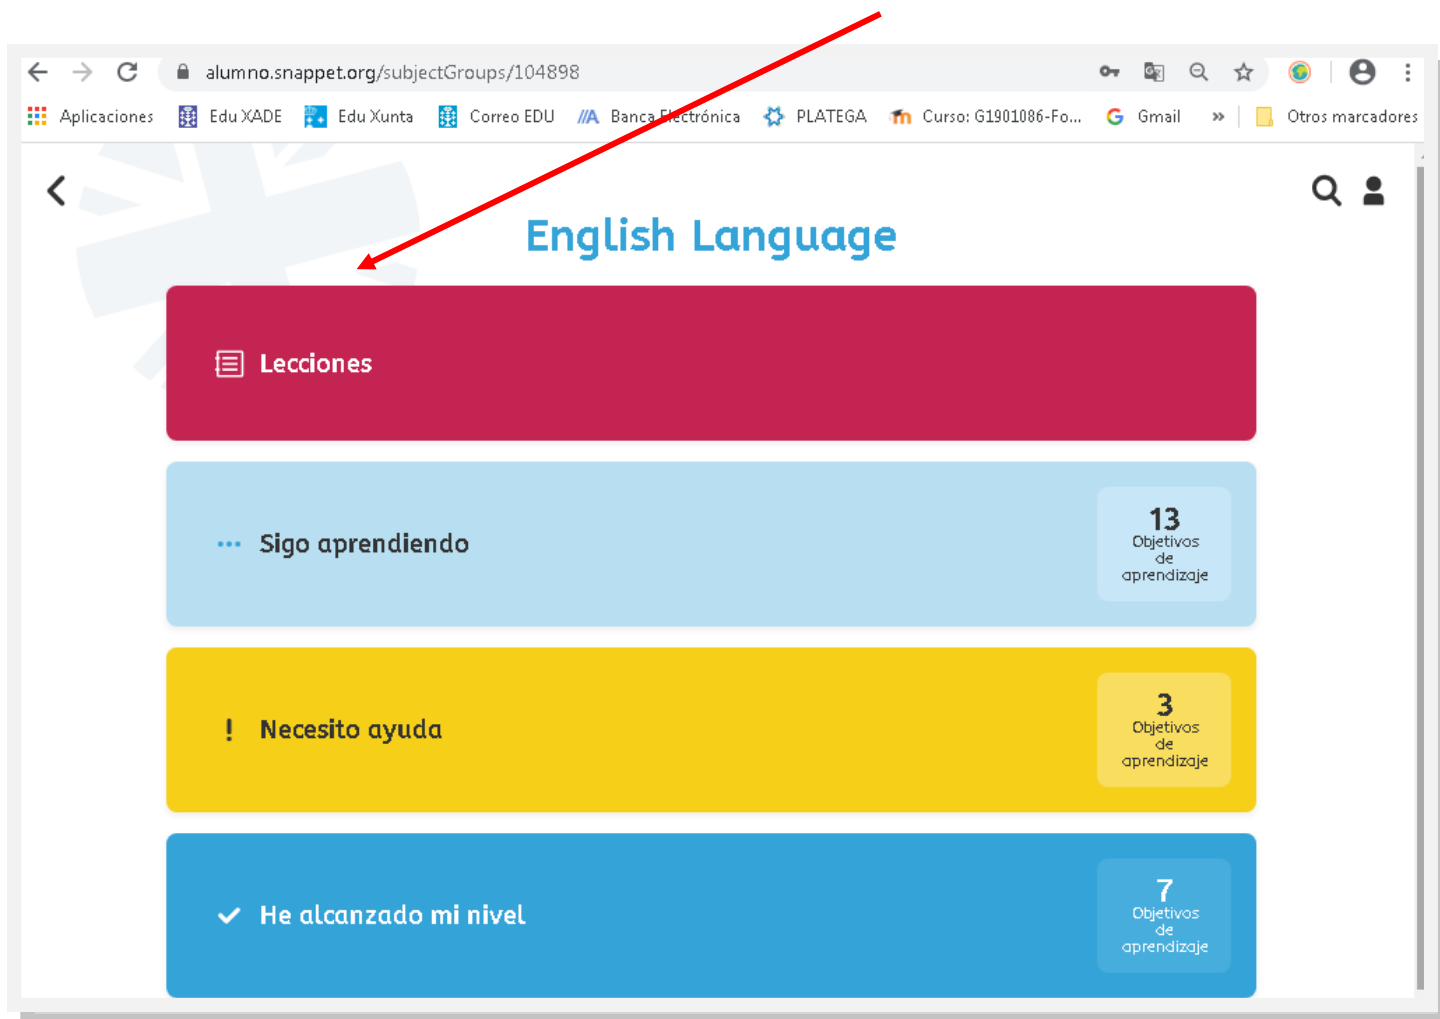 alumno.snappet.org/subjectGroups/104898
Aplicaciones Edu XADE Edu Xunta Correo EDU Banca Electrónica PLATEGA Curso: G1901086-Fo... Gmail » Otros marcadores
English Language
Lecciones
Sigo aprendiendo
13
Objetivos
de
aprendizaje
Necesito ayuda
3
Objetivos
de
aprendizaje
He alcanzado mi nivel
7
Objetivos
de
aprendizaje